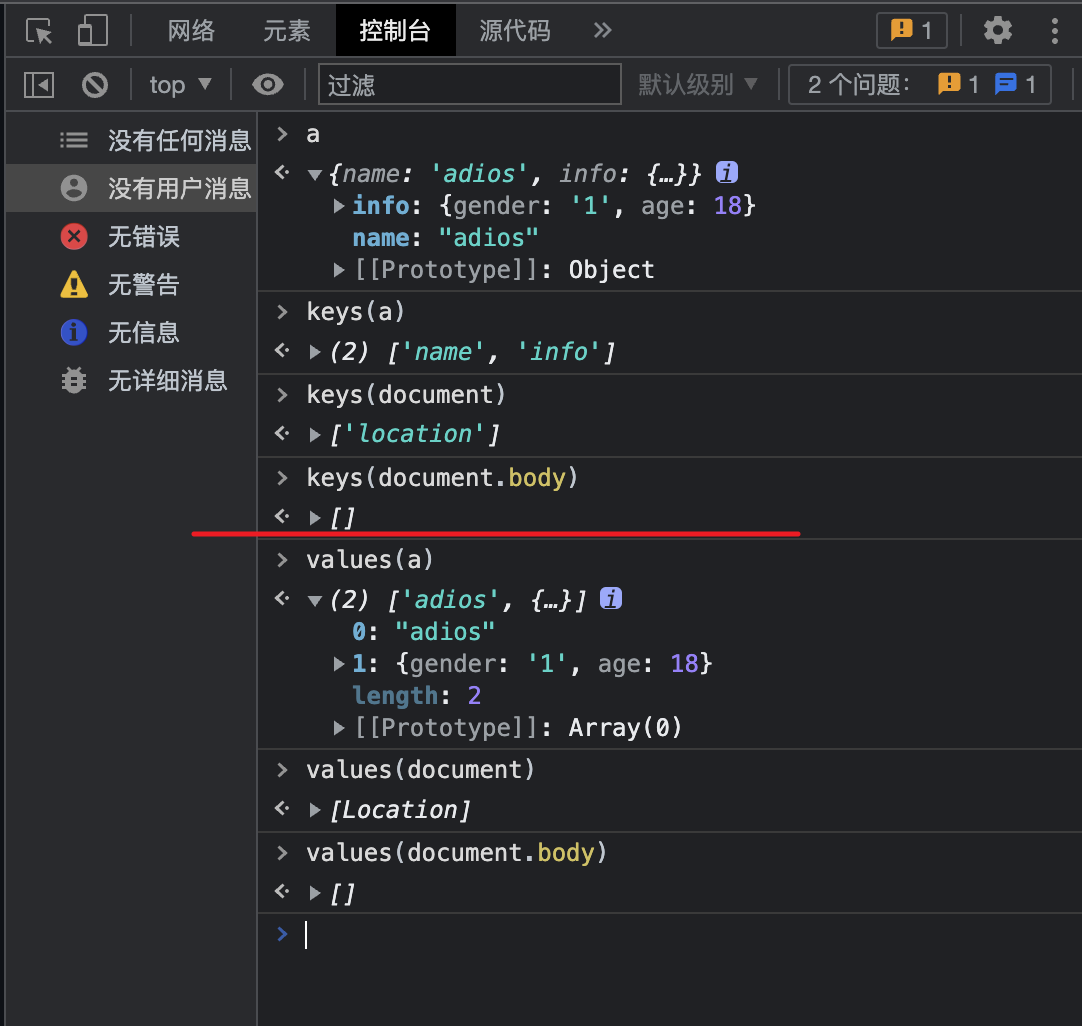 网络 元素 控制台 源代码 1
top 过滤 默认级别 2 个问题: 1 1
没有任何消息
没有用户消息
无错误
无警告
无信息
无详细消息
a
{name: 'adios', info: {…}} i
info: {gender: '1', age: 18}
name: "adios"
[[Prototype]]: Object
keys(a)
(2) ['name', 'info']
keys(document)
['location']
keys(document.body)
[]
values(a)
(2) ['adios', {…}] i
0: "adios"
1: {gender: '1', age: 18}
length: 2
[[Prototype]]: Array(0)
values(document)
[Location]
values(document.body)
[]